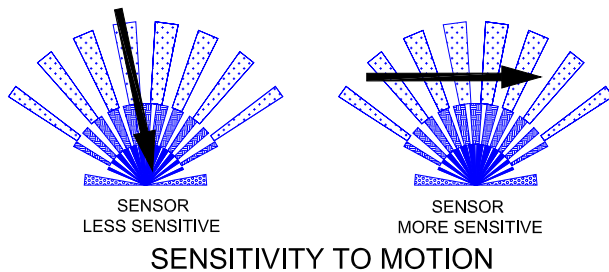 SENSOR
LESS SENSITIVE
SENSOR
MORE SENSITIVE
SENSITIVITY TO MOTION